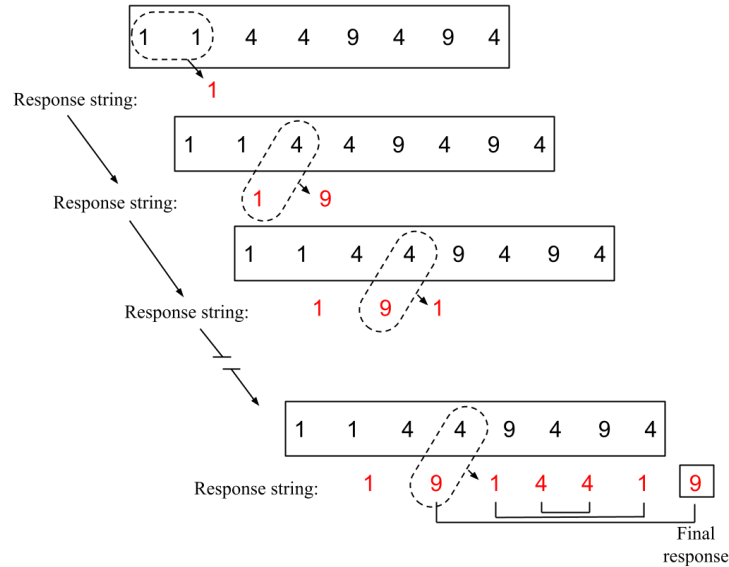 1 1 4 4 9 4 9 4
1
Response string:
1 1 4 4 9 4 9 4
1 9
Response string:
1 1 4 4 9 4 9 4
1 9 1
Response string:
1 1 4 4 9 4 9 4
Response string: 1 9 1 4 4 1 9
Final
response